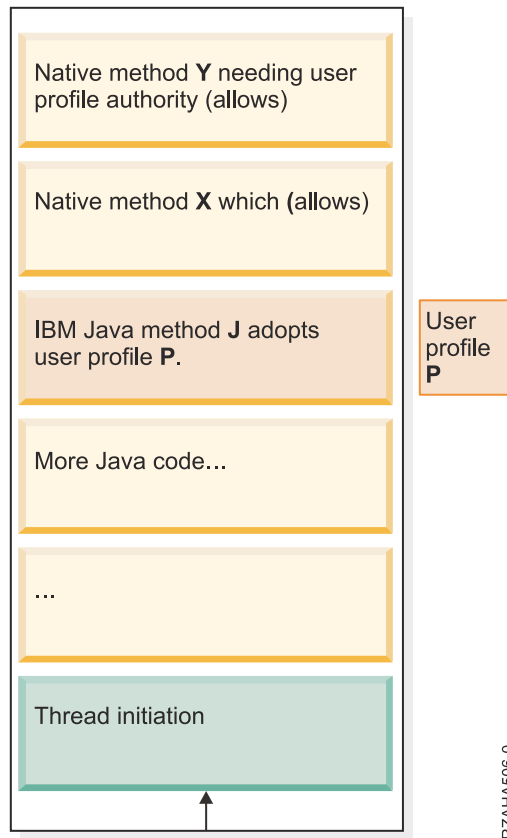 Native method Y needing user
profile authority (allows)
Native method X which (allows)
IBM Java method J adopts
user profile P.
User
profile
P
More Java code...
...
Thread initiation